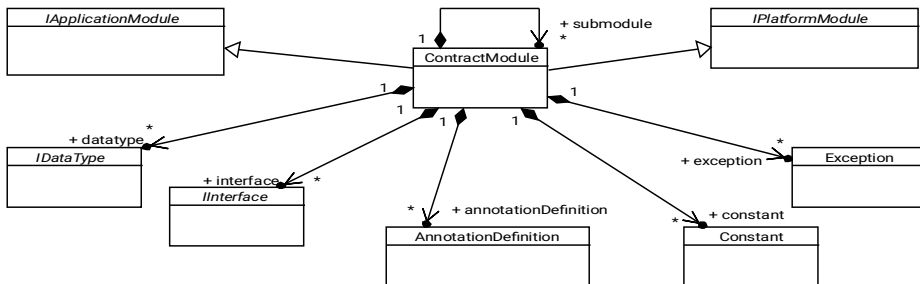 IApplicationModule
IPlatformModule
+ submodule
1
*
ContractModule
1
1
1
1
1
+ datatype
*
IDataType
+ interface
*
IInterface
*
+ annotationDefinition
AnnotationDefinition
+ constant
*
Constant
*
+ exception
Exception